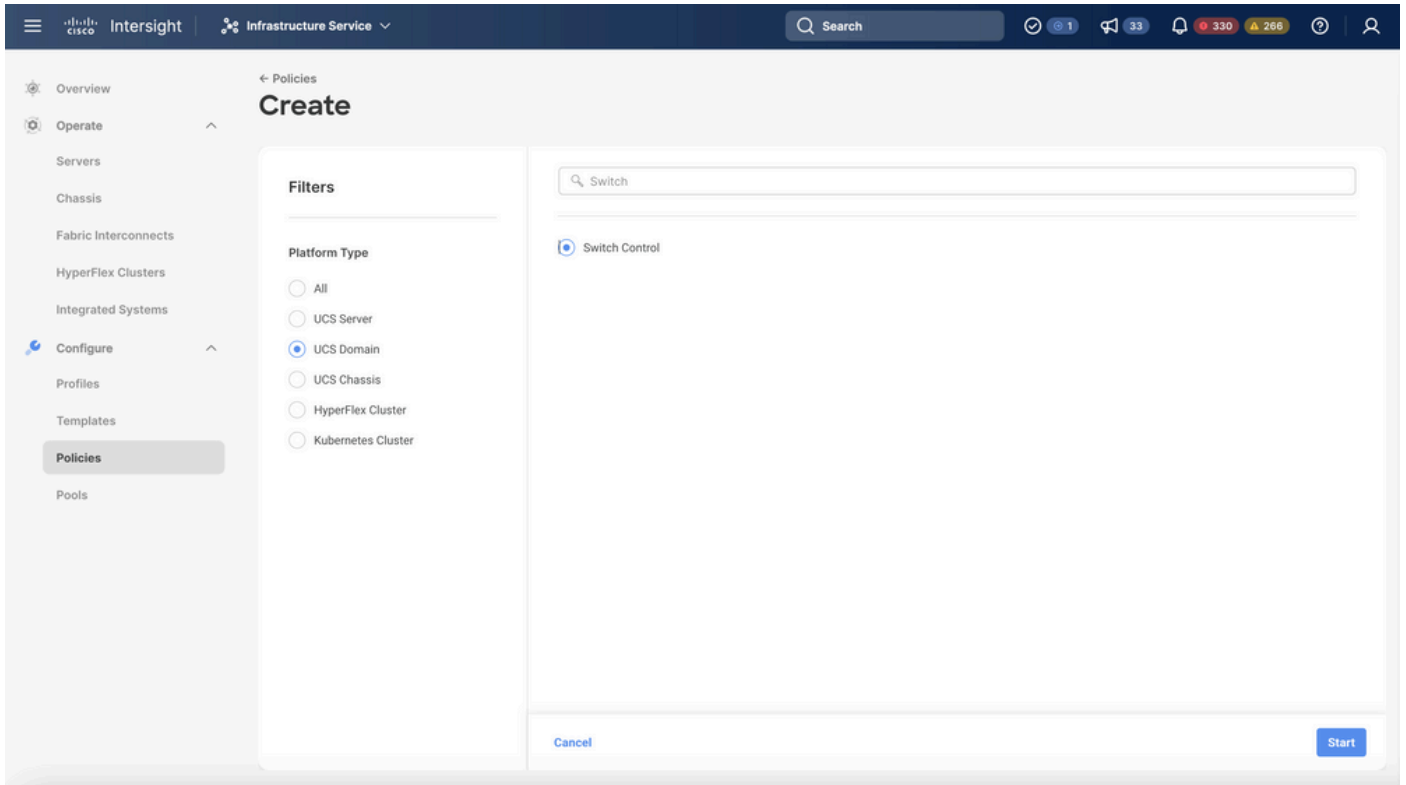 cisco Intersight Infrastructure Service Search 1 33 330 266
Overview
Operate
Servers
Chassis
Fabric Interconnects
HyperFlex Clusters
Integrated Systems
Configure
Profiles
Templates
Policies
Pools
← Policies
Create
Filters
Platform Type
All
UCS Server
UCS Domain
UCS Chassis
HyperFlex Cluster
Kubernetes Cluster
Switch
Switch Control
Cancel Start